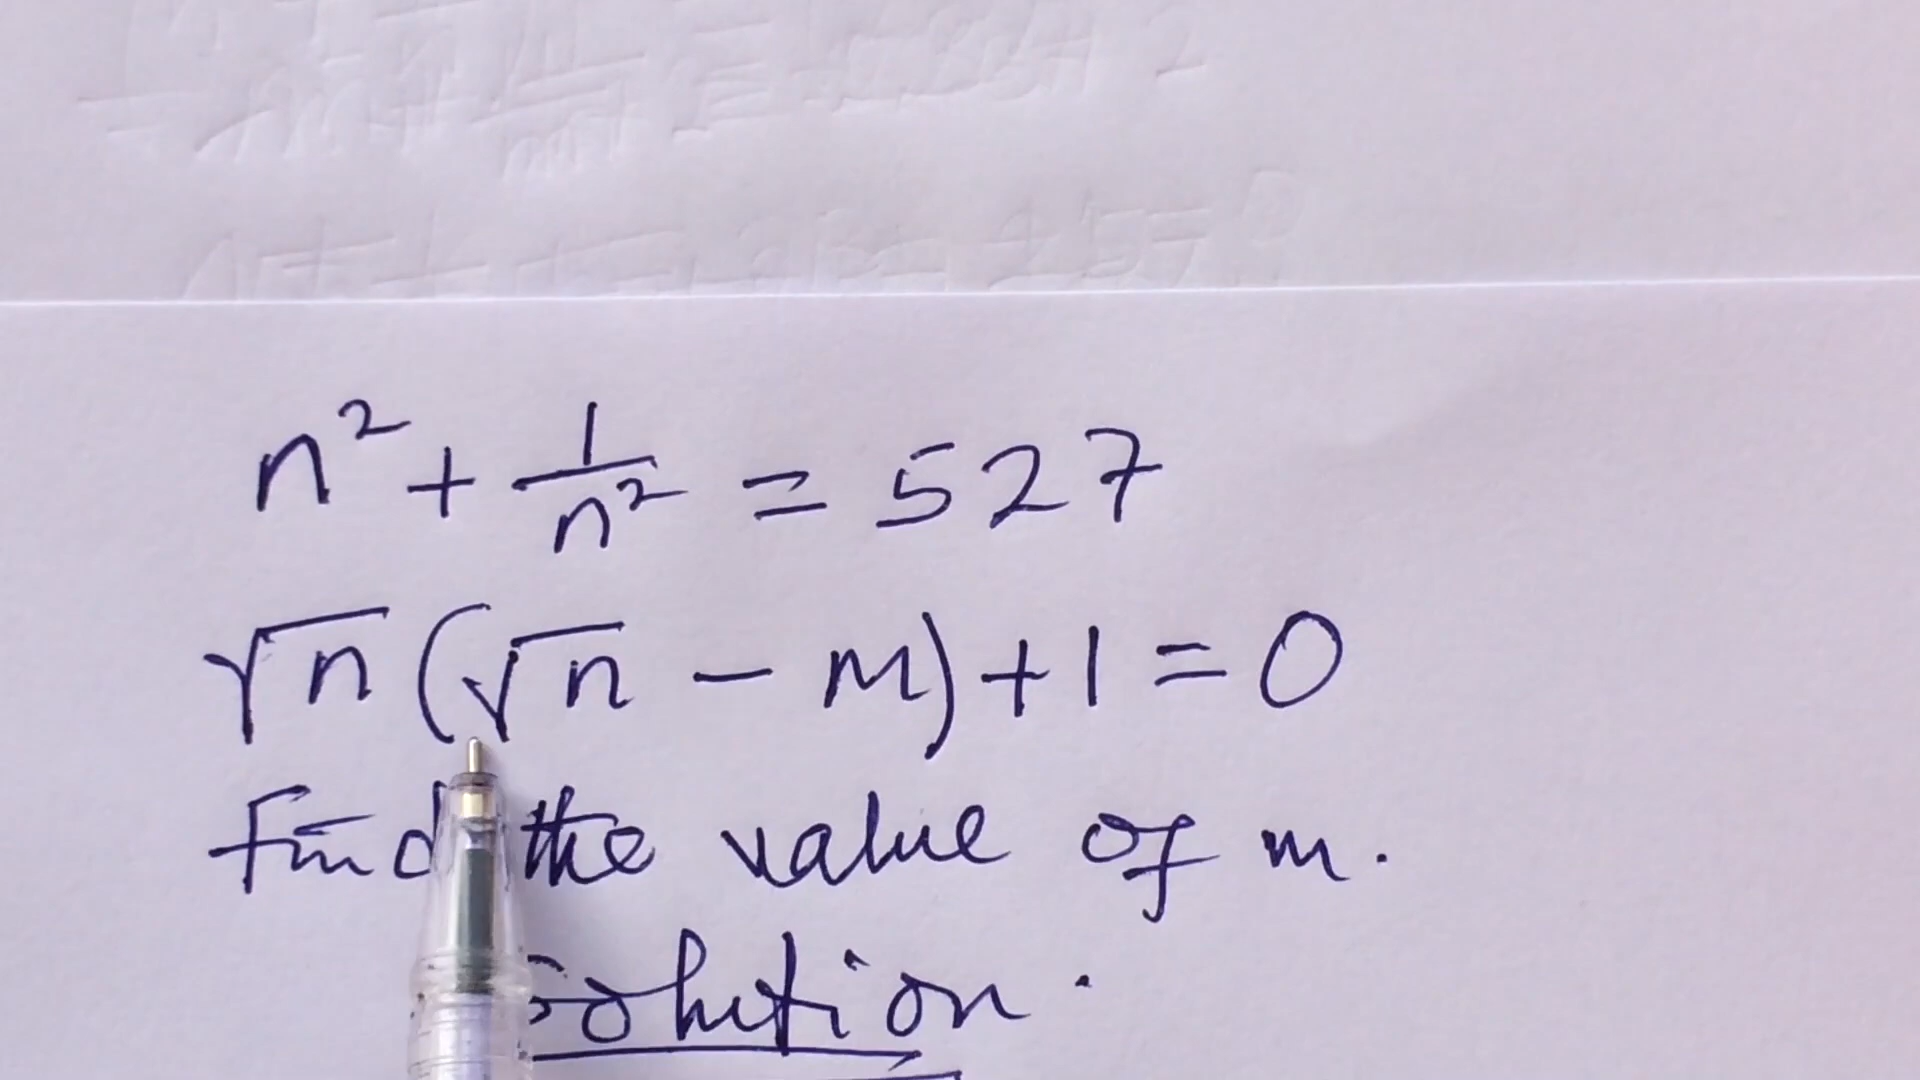 n² + 1/n² = 527
√n (√n - m) + 1 = 0
Find the value of m.
Solution.